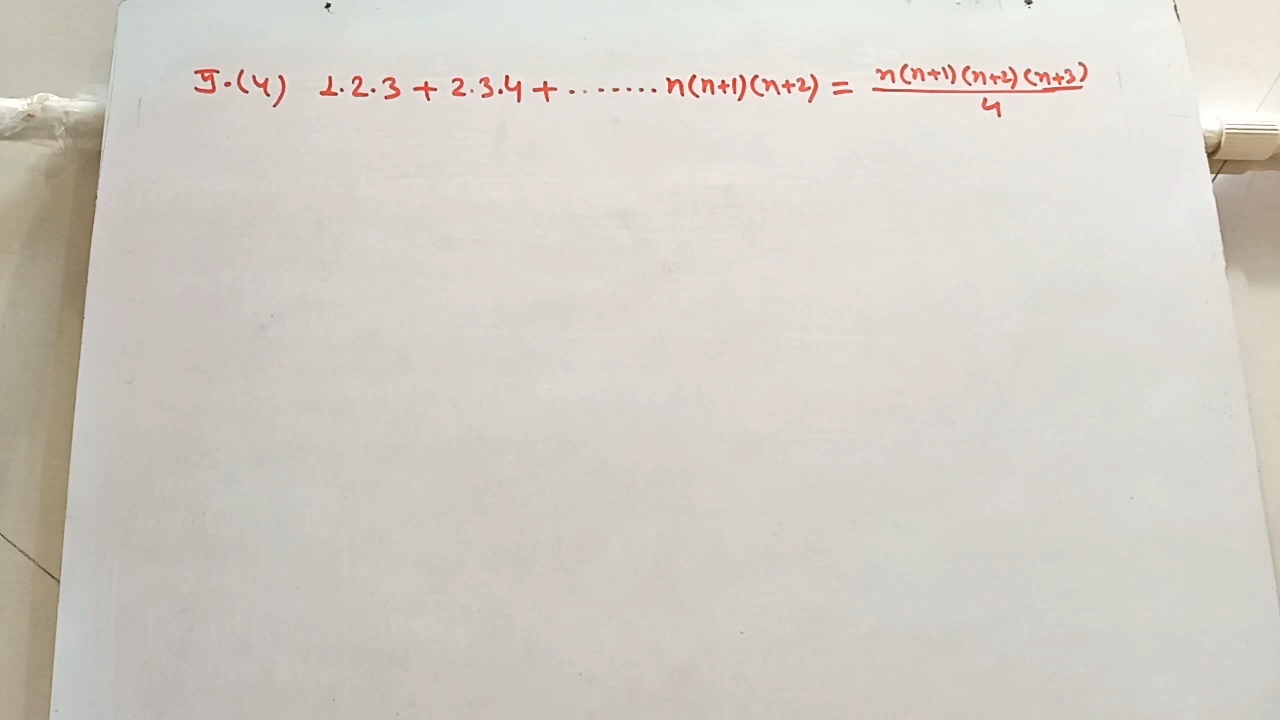 प्र.(4) 1.2.3 + 2.3.4 + ....... n(n+1)(n+2) = n(n+1)(n+2)(n+3)/4